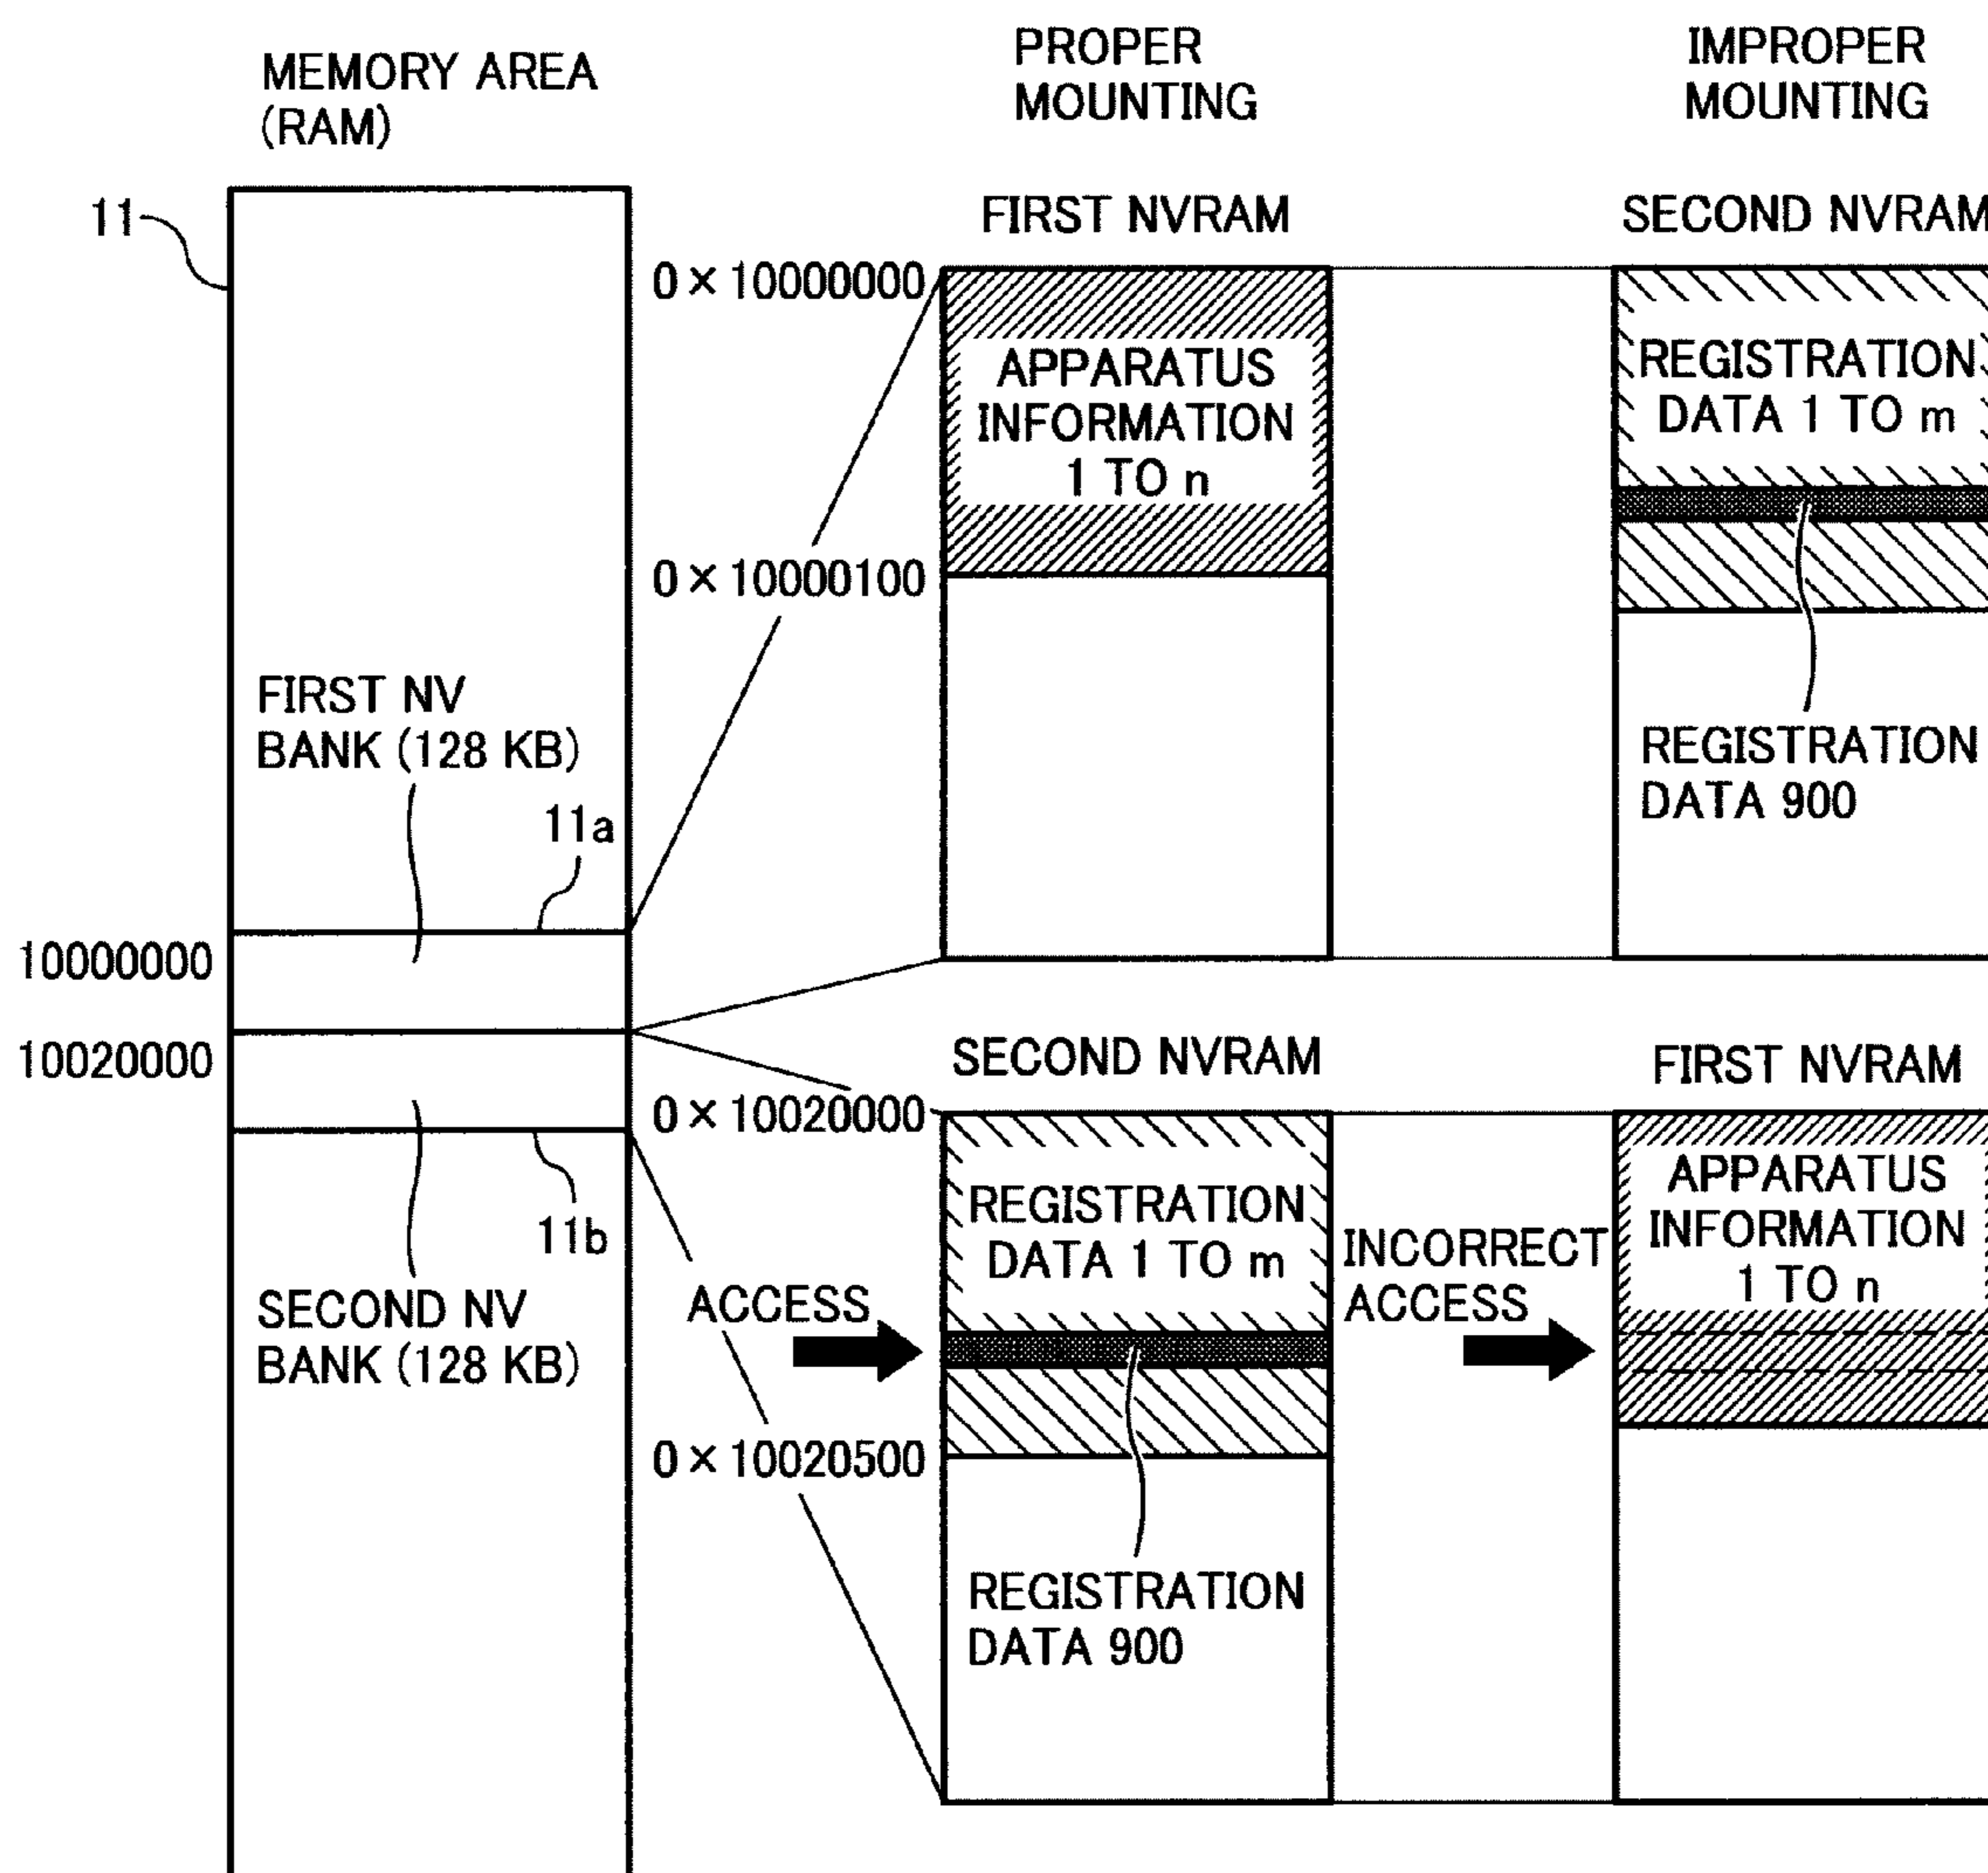 MEMORY AREA
(RAM)
PROPER
MOUNTING
IMPROPER
MOUNTING
11
FIRST NVRAM
SECOND NVRAM
0×10000000
APPARATUS
INFORMATION
1 TO n
REGISTRATION
DATA 1 TO m
0×10000100
FIRST NV
BANK (128 KB)
REGISTRATION
DATA 900
11a
10000000
10020000
SECOND NVRAM
FIRST NVRAM
0×10020000
REGISTRATION
DATA 1 TO m
APPARATUS
INFORMATION
1 TO n
11b
INCORRECT
ACCESS
ACCESS
SECOND NV
BANK (128 KB)
0×10020500
REGISTRATION
DATA 900